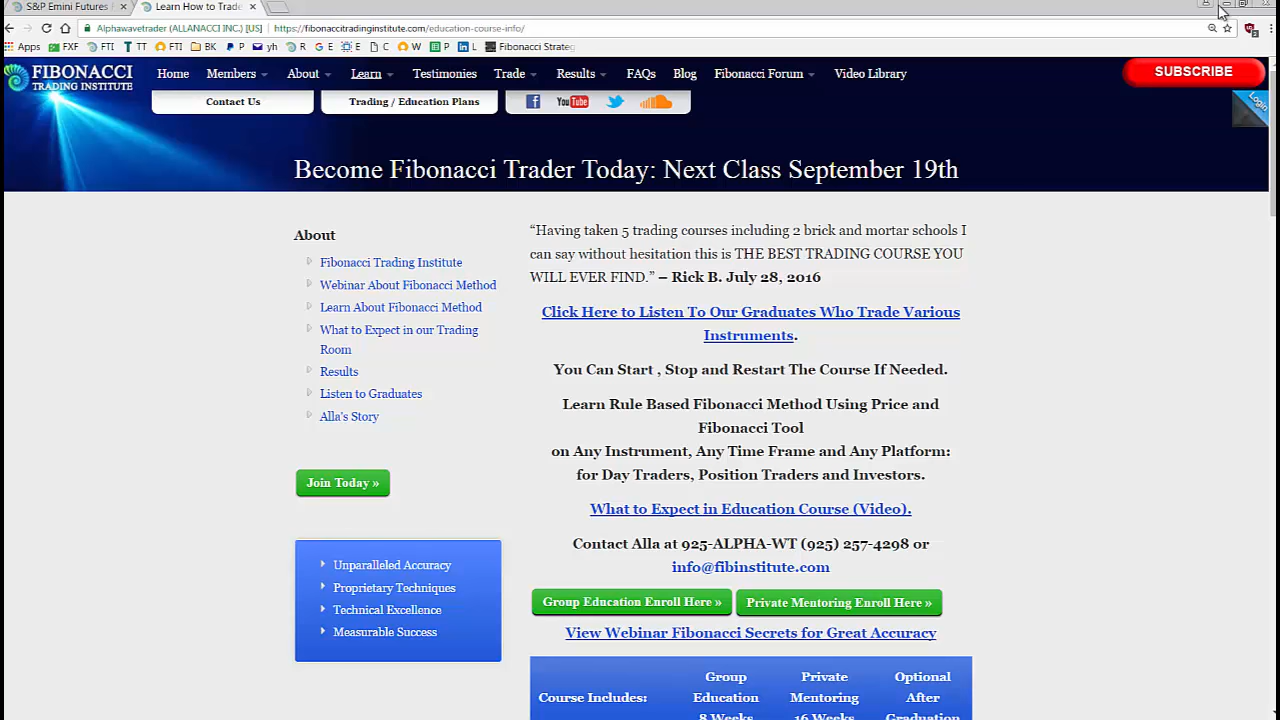 S&P Emini Futures
Learn How to Trade
Alphawavetrader (ALLANACCI INC.) [US]
https://fibonaccitradinginstitute.com/education-course-info/
Apps FXF FTI TT FTI BK P yh R E E C W P L Fibonacci Strateg
FIBONACCI
TRADING INSTITUTE
Home Members About Learn Testimonies Trade Results FAQs Blog Fibonacci Forum Video Library
SUBSCRIBE
Contact Us
Trading / Education Plans
You Tube
Login
Become Fibonacci Trader Today: Next Class September 19th
About
Fibonacci Trading Institute
Webinar About Fibonacci Method
Learn About Fibonacci Method
What to Expect in our Trading
Room
Results
Listen to Graduates
Alla's Story
Join Today »
Unparalleled Accuracy
Proprietary Techniques
Technical Excellence
Measurable Success
“Having taken 5 trading courses including 2 brick and mortar schools I
can say without hesitation this is THE BEST TRADING COURSE YOU
WILL EVER FIND.” – Rick B. July 28, 2016
Click Here to Listen To Our Graduates Who Trade Various
Instruments.
You Can Start , Stop and Restart The Course If Needed.
Learn Rule Based Fibonacci Method Using Price and
Fibonacci Tool
on Any Instrument, Any Time Frame and Any Platform:
for Day Traders, Position Traders and Investors.
What to Expect in Education Course (Video).
Contact Alla at 925-ALPHA-WT (925) 257-4298 or
info@fibinstitute.com
Group Education Enroll Here »
Private Mentoring Enroll Here »
View Webinar Fibonacci Secrets for Great Accuracy
Course Includes:
Group
Education
8 Weeks
Private
Mentoring
16 Weeks
Optional
After
Graduation